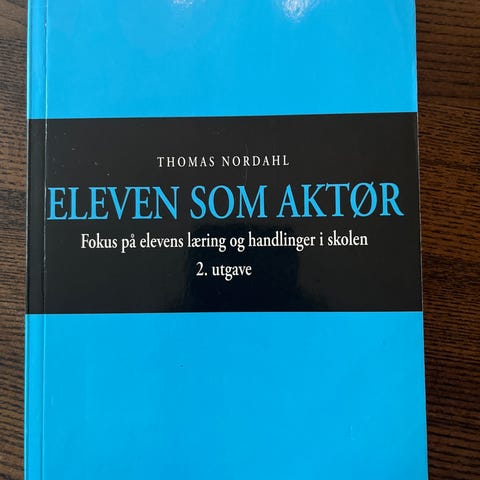 THOMAS NORDAHL
ELEVEN SOM AKTØR
Fokus på elevens læring og handlinger i skolen
2. utgave